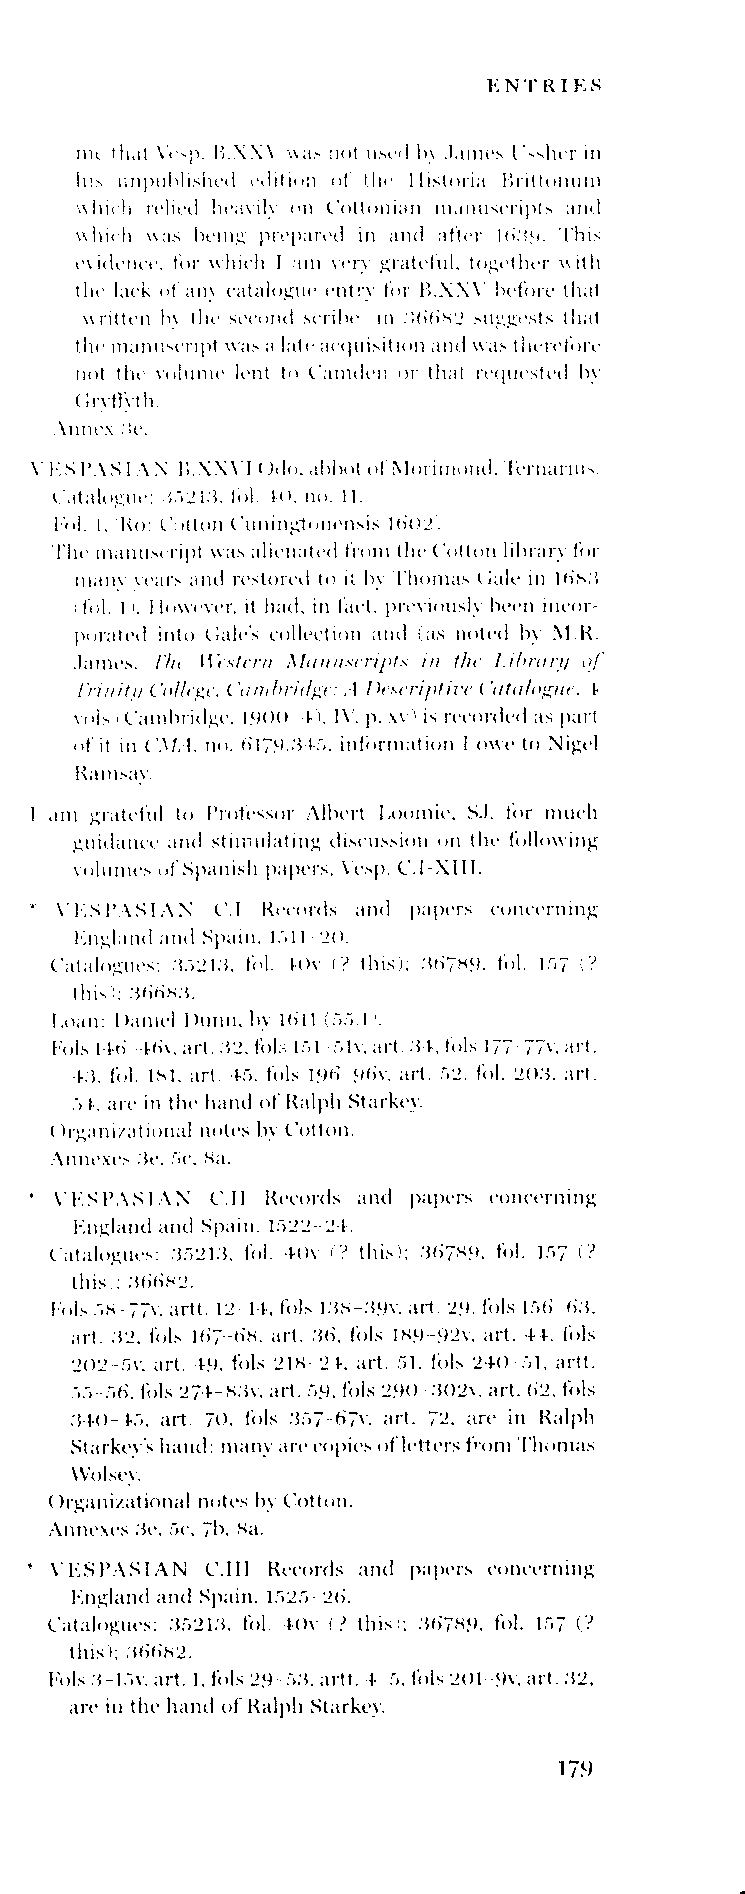 ENTRIES
me that Vesp. B.XXV was not used by James Ussher in
his unpublished edition of the Historia Brittonum
which relied heavily on Cottonian manuscripts and
which was being prepared in and after 1639. This
evidence, for which I am very grateful, together with
the lack of any catalogue entry for B.XXV before that
written by the second scribe in 36682 suggests that
the manuscript was a late acquisition and was therefore
not the volume lent to Camden or that requested by
Gryffyth.
Annex 3e.
VESPASIAN B.XXVI Odo, abbot of Morimond, Ternarius.
Catalogue: 35213, fol. 40, no. 11.
Fol. 1, 'Ro: Cotton Cuningtonensis 1602'.
The manuscript was alienated from the Cotton library for
many years and restored to it by Thomas Gale in 1683
(fol. 1). However, it had, in fact, previously been incor-
porated into Gale's collection and (as noted by M.R.
James, The Western Manuscripts in the Library of
Trinity College, Cambridge: A Descriptive Catalogue, 4
vols (Cambridge, 1900–4), IV, p. xv) is recorded as part
of it in CMA, no. 6179.345, information I owe to Nigel
Ramsay.
I am grateful to Professor Albert Loomie, SJ, for much
guidance and stimulating discussion on the following
volumes of Spanish papers, Vesp. C.I-XIII.
* VESPASIAN C.I Records and papers concerning
England and Spain, 1511–20.
Catalogues: 35213, fol. 40v (? this); 36789, fol. 157 (?
this); 36683.
Loan: Daniel Dunn, by 1611 (55.1).
Fols 146–46v, art. 32, fols 151–51v, art. 34, fols 177–77v, art.
43, fol. 181, art. 45, fols 196–96v, art. 52, fol. 203, art.
54, are in the hand of Ralph Starkey.
Organizational notes by Cotton.
Annexes 3e, 5c, 8a.
* VESPASIAN C.II Records and papers concerning
England and Spain, 1522–24.
Catalogues: 35213, fol. 40v (? this); 36789, fol. 157 (?
this); 36682.
Fols 58–77v, artt. 12–14, fols 138–39v, art. 29, fols 156–63,
art. 32, fols 167–68, art. 36, fols 189–92v, art. 44, fols
202–5v, art. 49, fols 218–24, art. 51, fols 240–51, artt.
55–56, fols 274–83v, art. 59, fols 290–302v, art. 62, fols
340–45, art. 70, fols 357–67v, art. 72, are in Ralph
Starkey's hand; many are copies of letters from Thomas
Wolsey.
Organizational notes by Cotton.
Annexes 3e, 5c, 7b, 8a.
* VESPASIAN C.III Records and papers concerning
England and Spain, 1525–26.
Catalogues: 35213, fol. 40v (? this); 36789, fol. 157 (?
this); 36682.
Fols 3–15v, art. 1, fols 29–53, artt. 4–5, fols 201–9v, art. 32,
are in the hand of Ralph Starkey.
179